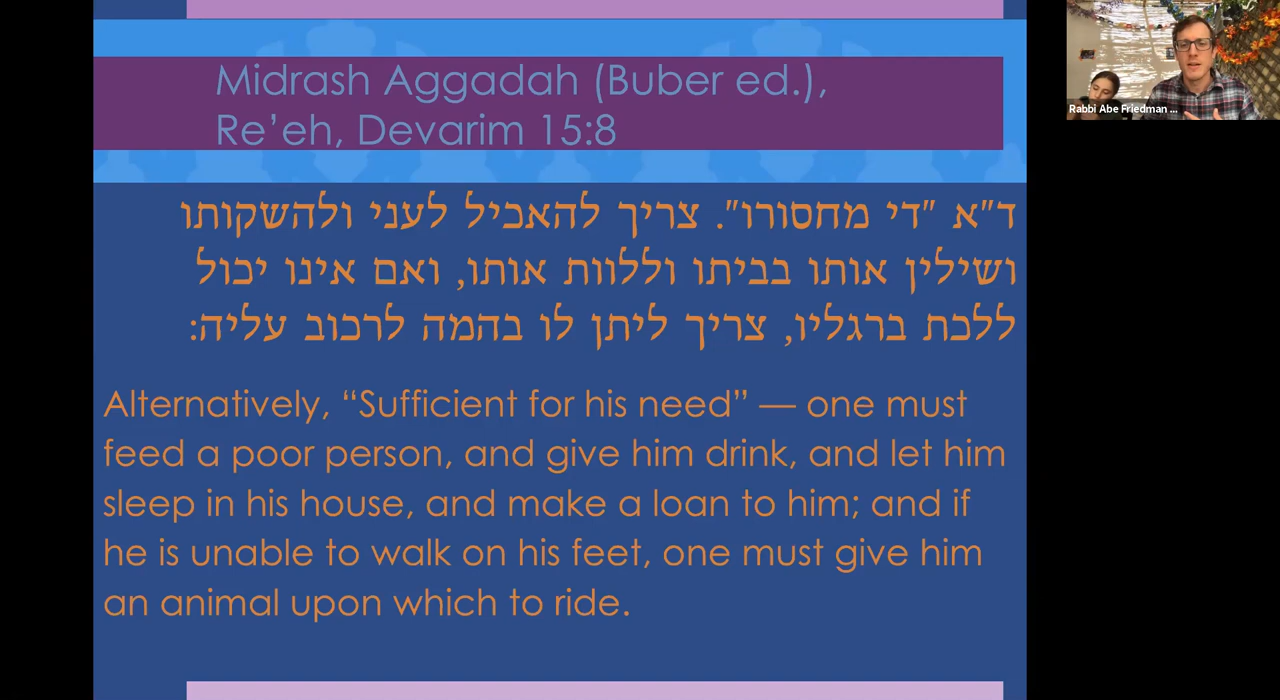 Midrash Aggadah (Buber ed.),
Re’eh, Devarim 15:8
ד"א "די מחסורו". צריך להאכיל לעני ולהשקותו
ושילין אותו בביתו וללוות אותו, ואם אינו יכול
ללכת ברגליו, צריך ליתן לו בהמה לרכוב עליה:
Alternatively, “Sufficient for his need” — one must
feed a poor person, and give him drink, and let him
sleep in his house, and make a loan to him; and if
he is unable to walk on his feet, one must give him
an animal upon which to ride.
Rabbi Abe Friedman ...